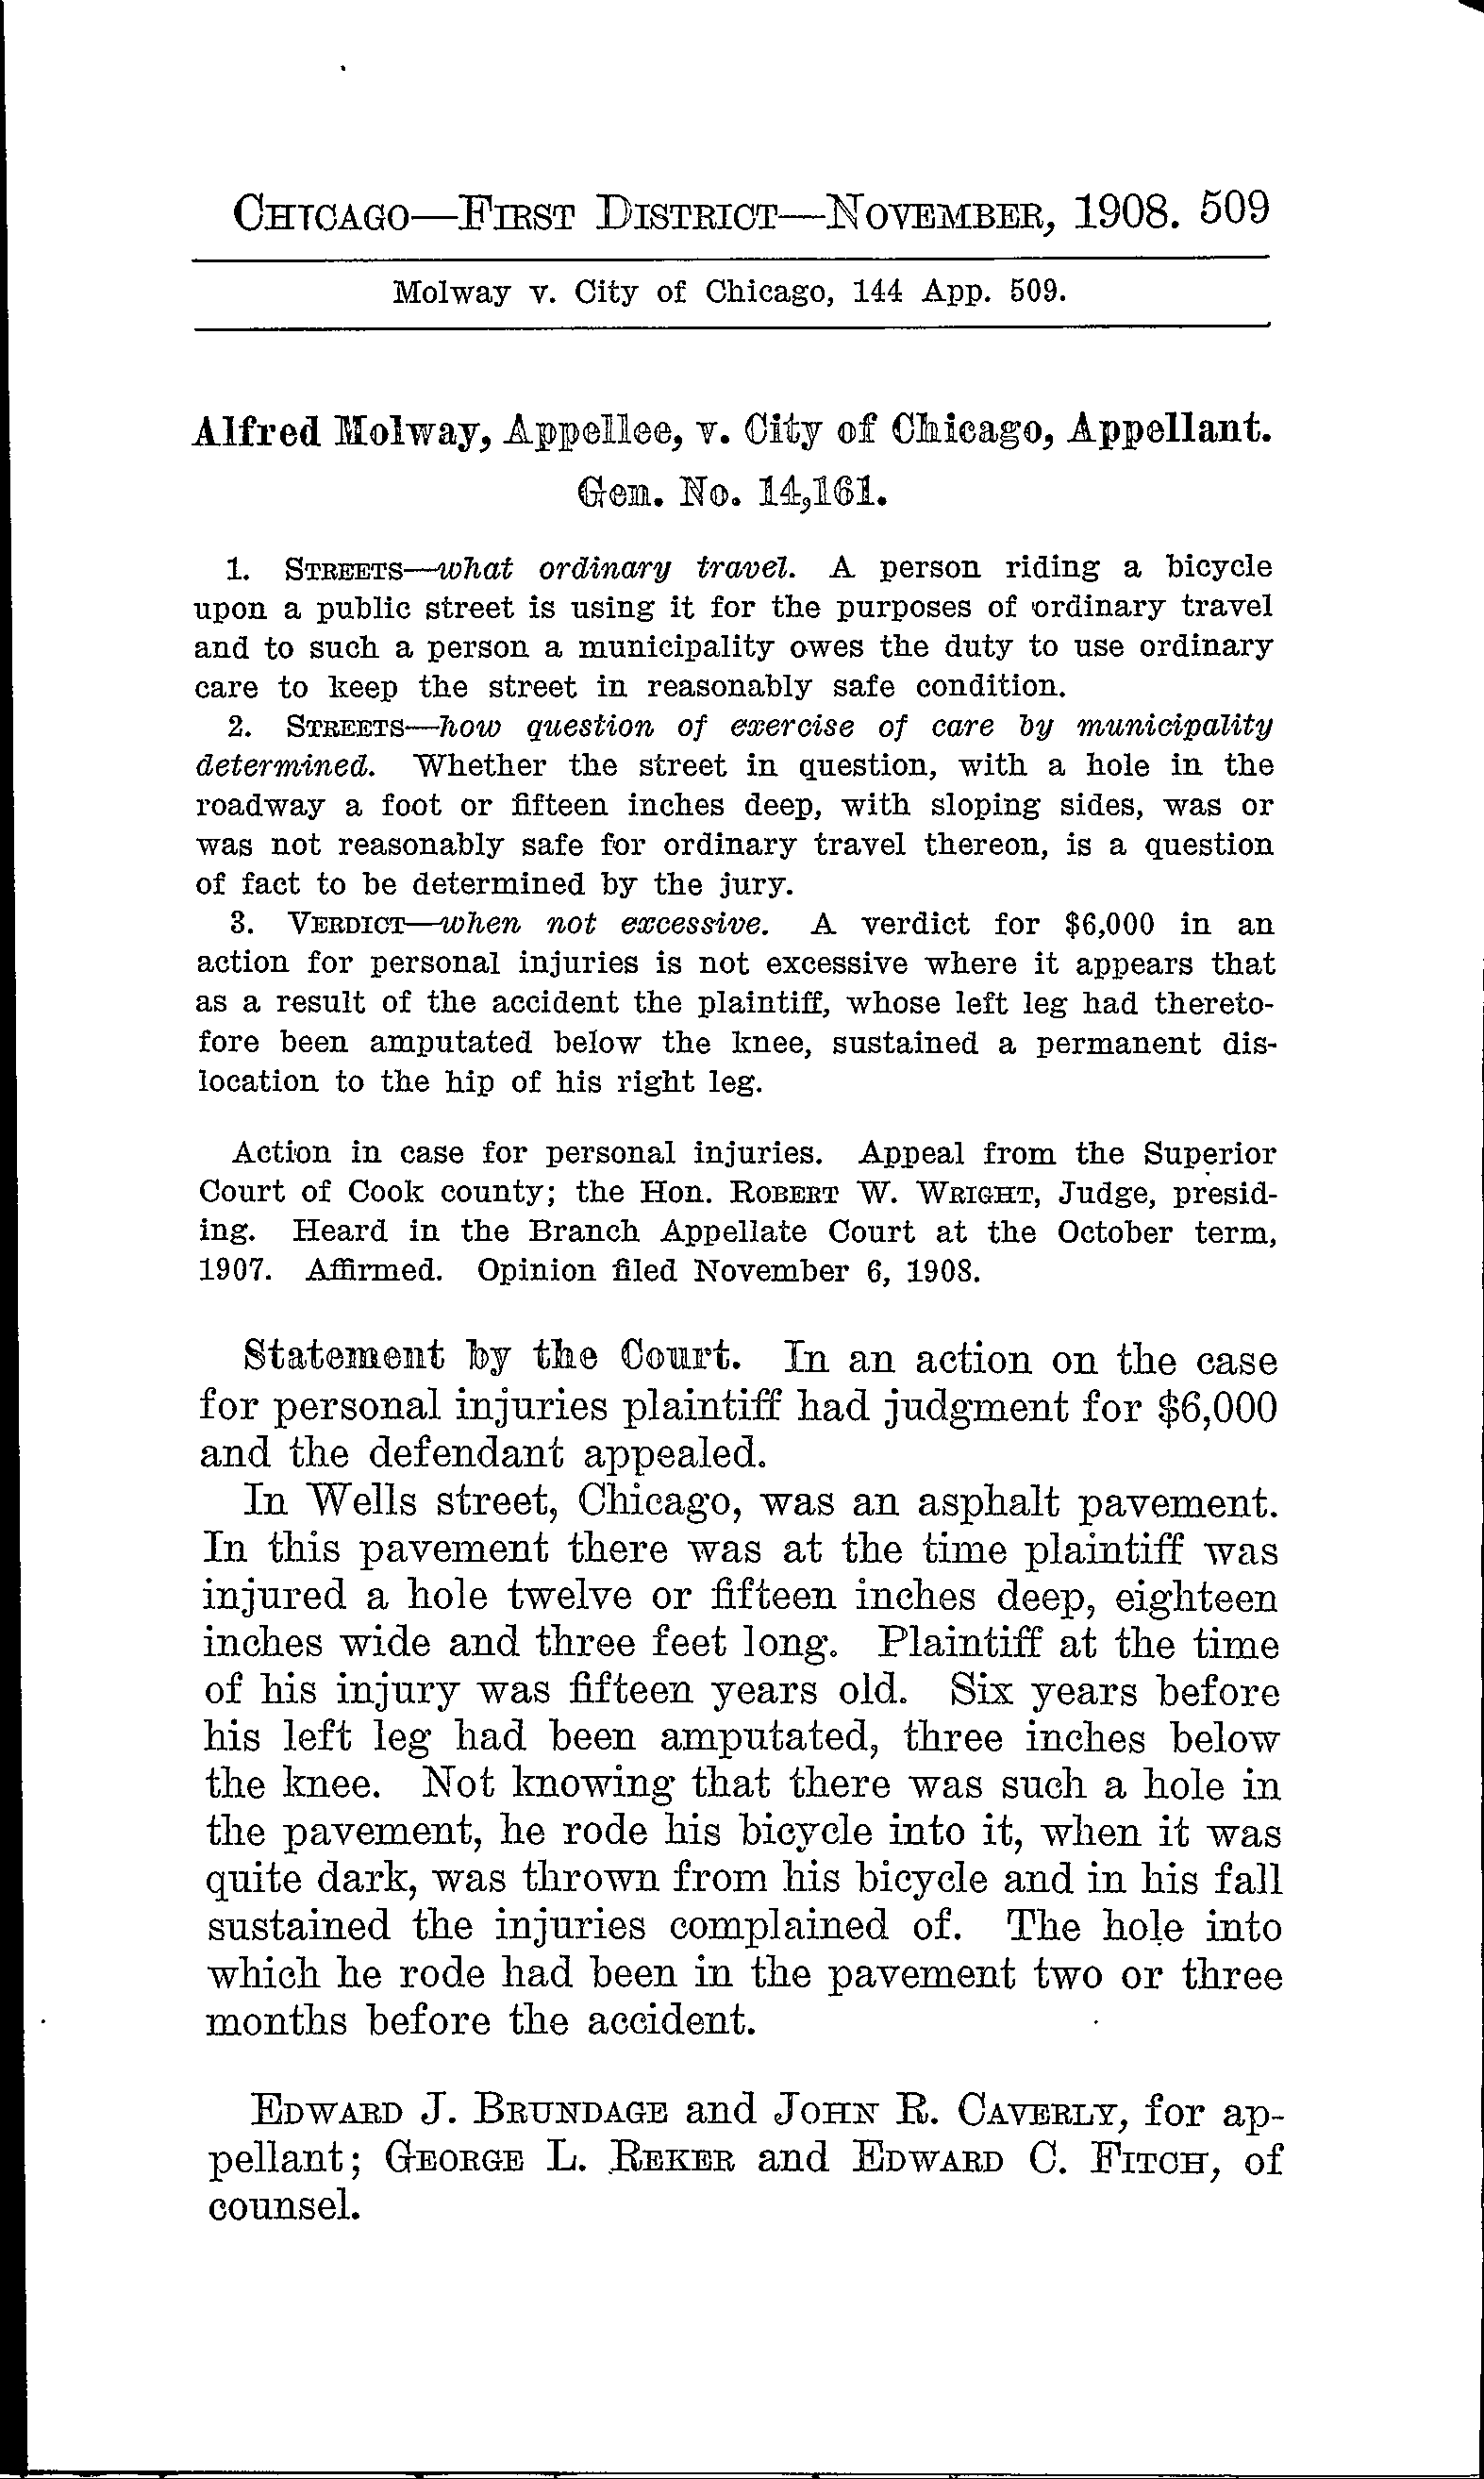 CHICAGO—FIRST DISTRICT—NOVEMBER, 1908. 509
Molway v. City of Chicago, 144 App. 509.
Alfred Molway, Appellee, v. City of Chicago, Appellant.
Gen. No. 14,161.
1. STREETS—what ordinary travel. A person riding a bicycle
upon a public street is using it for the purposes of ordinary travel
and to such a person a municipality owes the duty to use ordinary
care to keep the street in reasonably safe condition.
2. STREETS—how question of exercise of care by municipality
determined. Whether the street in question, with a hole in the
roadway a foot or fifteen inches deep, with sloping sides, was or
was not reasonably safe for ordinary travel thereon, is a question
of fact to be determined by the jury.
3. VERDICT—when not excessive. A verdict for $6,000 in an
action for personal injuries is not excessive where it appears that
as a result of the accident the plaintiff, whose left leg had thereto-
fore been amputated below the knee, sustained a permanent dis-
location to the hip of his right leg.
Action in case for personal injuries. Appeal from the Superior
Court of Cook county; the Hon. ROBERT W. WRIGHT, Judge, presid-
ing. Heard in the Branch Appellate Court at the October term,
1907. Affirmed. Opinion filed November 6, 1908.
Statement by the Court. In an action on the case
for personal injuries plaintiff had judgment for $6,000
and the defendant appealed.
In Wells street, Chicago, was an asphalt pavement.
In this pavement there was at the time plaintiff was
injured a hole twelve or fifteen inches deep, eighteen
inches wide and three feet long. Plaintiff at the time
of his injury was fifteen years old. Six years before
his left leg had been amputated, three inches below
the knee. Not knowing that there was such a hole in
the pavement, he rode his bicycle into it, when it was
quite dark, was thrown from his bicycle and in his fall
sustained the injuries complained of. The hole into
which he rode had been in the pavement two or three
months before the accident.
EDWARD J. BRUNDAGE and JOHN R. CAVERLY, for ap-
pellant; GEORGE L. REKER and EDWARD C. FITCH, of
counsel.